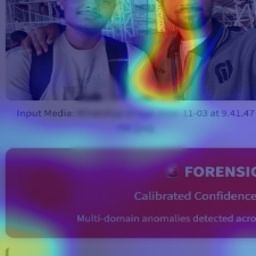 Input Media: 11-03 at 9.41.47
FORENSIC
Calibrated Confidence
Multi-domain anomalies detected acro